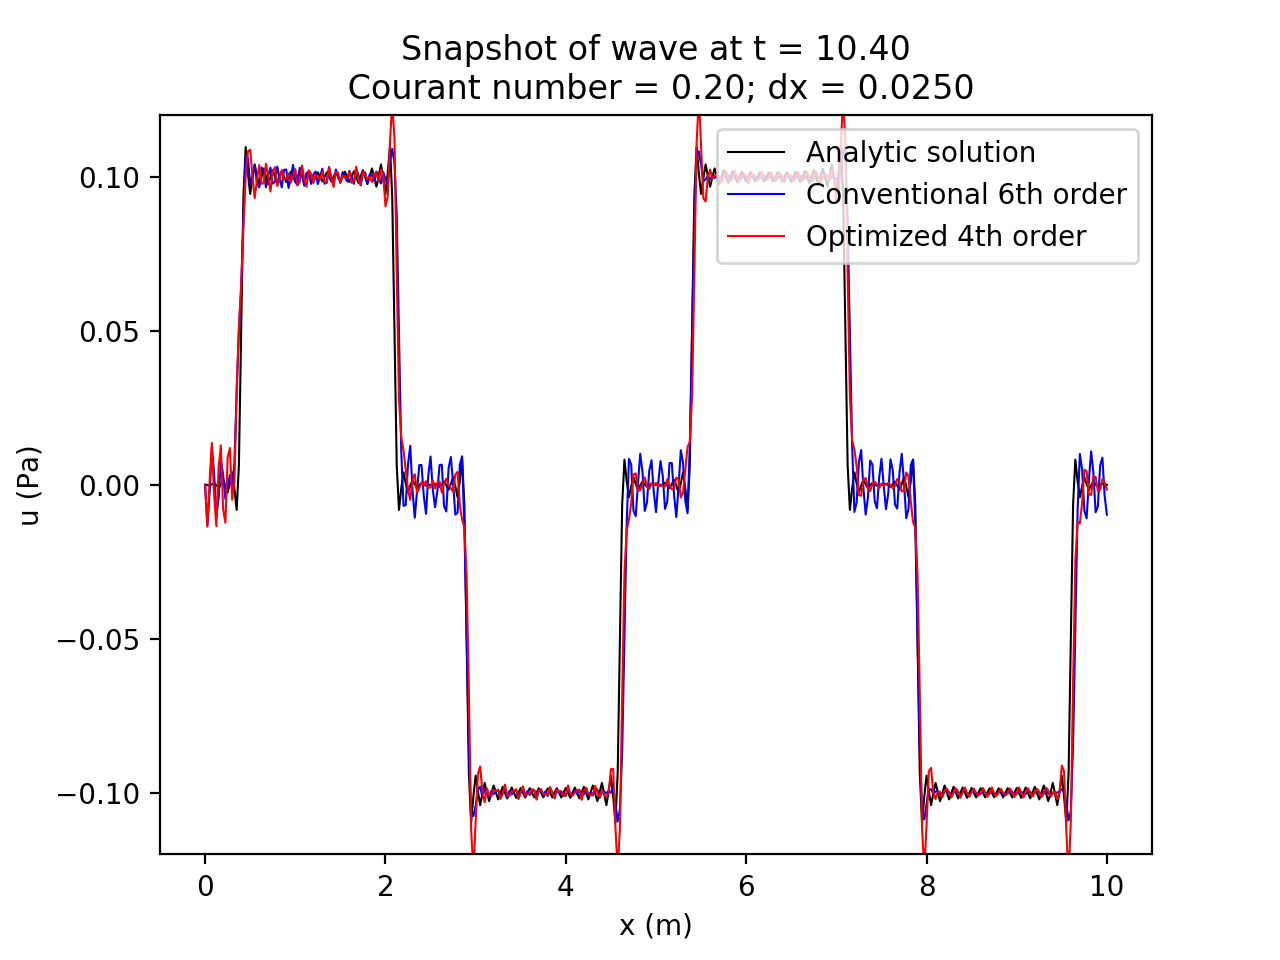 Snapshot of wave at t = 10.40
Courant number = 0.20; dx = 0.0250
Analytic solution
Conventional 6th order
Optimized 4th order
u (Pa)
0.10
0.05
0.00
−0.05
−0.10
0 2 4 6 8 10
x (m)